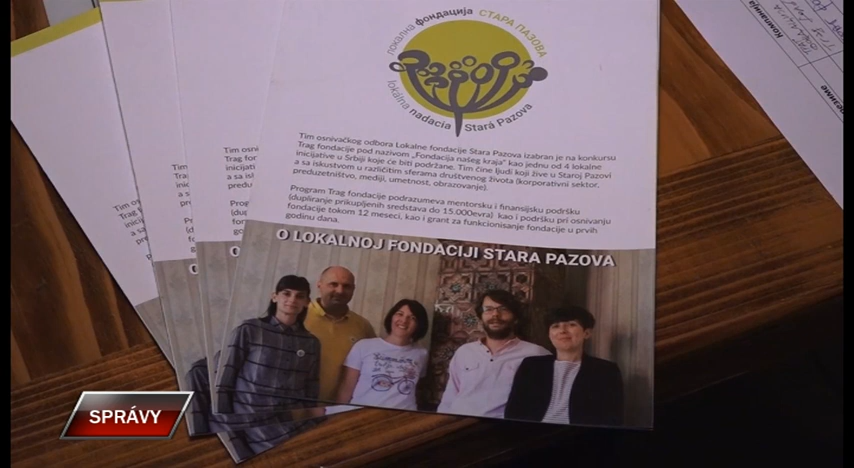 локална фондација СТАРА ПАЗОВА
lokalna nadacia Stará Pazova
Tim osnivačkog odbora Lokalne fondacije Stara Pazova izabran je na konkursu
Trag fondacije pod nazivom „Fondacija našeg kraja" kao jednu od 4 lokalne
inicijative u Srbiji koje će biti podržane. Tim čine ljudi koji žive u Staroj Pazovi
a sa iskustvom u različitim sferama društvenog života (korporativni sektor,
preduzetništvo, mediji, umetnost, obrazovanje).
Program Trag fondacije podrazumeva mentorsku i finansijsku podršku
(dupliranje prikupljenih sredstava do 15.000evra) kao i podršku pri osnivanju
fondacije tokom 12 meseci, kao i grant za funkcionisanje fondacije u prvih
godinu dana.
O LOKALNOJ FONDACIJI STARA PAZOVA
Компанија
SPRÁVY